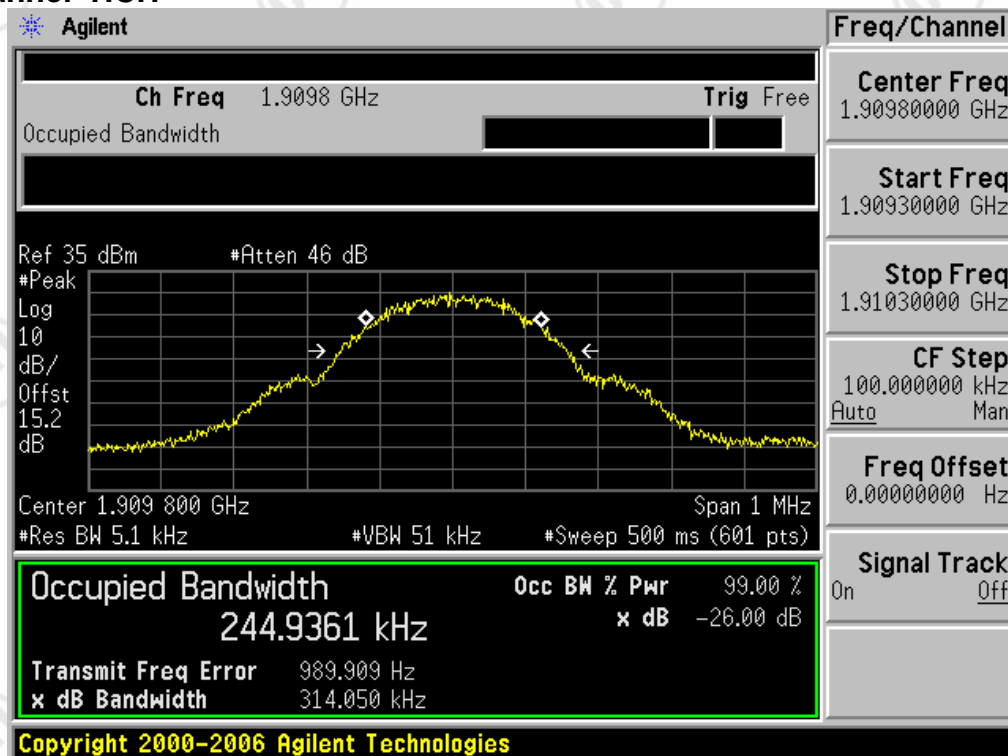 Agilent
Freq/Channel
Ch Freq 1.9098 GHz Trig Free
Occupied Bandwidth
Center Freq
1.90980000 GHz
Start Freq
1.90930000 GHz
Stop Freq
1.91030000 GHz
CF Step
100.000000 kHz
Auto Man
Freq Offset
0.00000000 Hz
Signal Track
On Off
Ref 35 dBm #Atten 46 dB
#Peak
Log
10
dB/
Offst
15.2
dB
Center 1.909 800 GHz Span 1 MHz
#Res BW 5.1 kHz #VBW 51 kHz #Sweep 500 ms (601 pts)
Occupied Bandwidth Occ BW % Pwr 99.00 %
244.9361 kHz x dB -26.00 dB
Transmit Freq Error 989.909 Hz
x dB Bandwidth 314.050 kHz
Copyright 2000-2006 Agilent Technologies